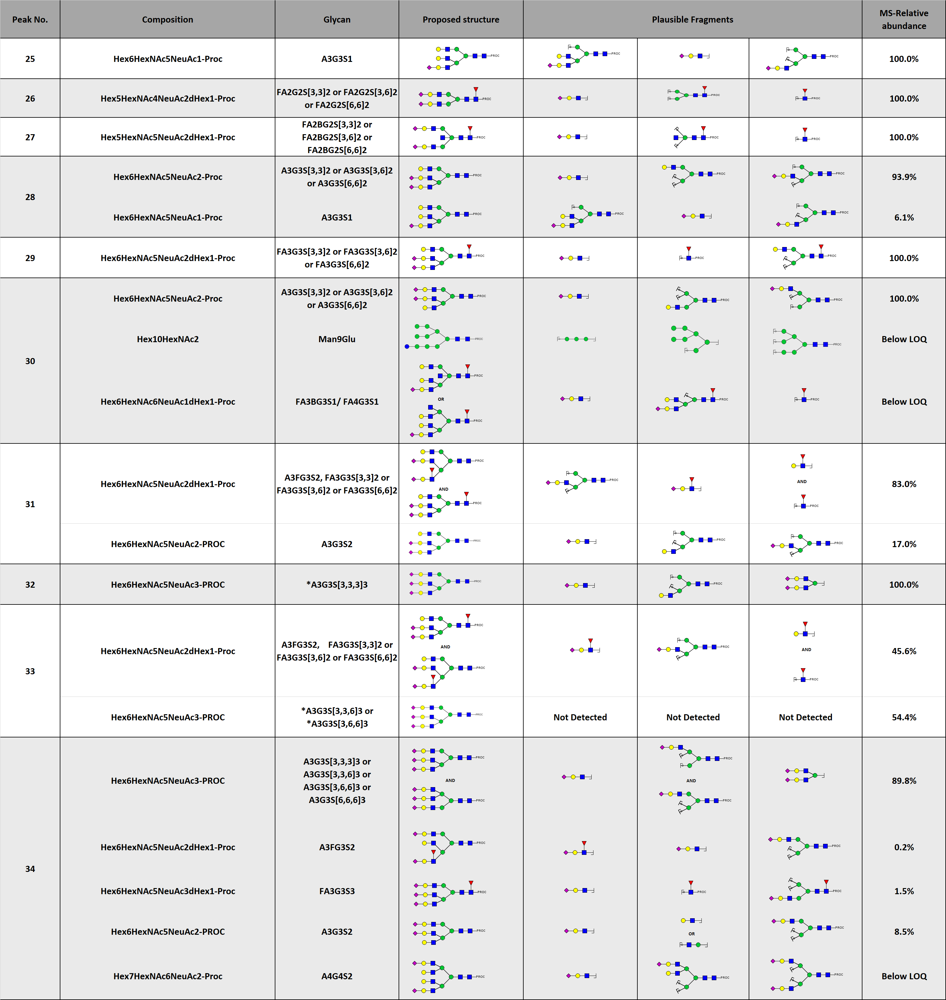 Peak No. Composition Glycan Proposed structure Plausible Fragments MS-Relative
abundance
25 Hex6HexNAc5NeuAc1-Proc A3G3S1 PROC PROC PROC 100.0%
26 Hex5HexNAc4NeuAc2dHex1-Proc FA2G2S[3,3]2 or FA2G2S[3,6]2
or FA2G2S[6,6]2 PROC PROC PROC 100.0%
27 Hex5HexNAc5NeuAc2dHex1-Proc FA2BG2S[3,3]2 or
FA2BG2S[3,6]2 or
FA2BG2S[6,6]2 PROC PROC PROC 100.0%
28
Hex6HexNAc5NeuAc2-Proc A3G3S[3,3]2 or A3G3S[3,6]2
or A3G3S[6,6]2 PROC PROC PROC 93.9%
Hex6HexNAc5NeuAc1-Proc A3G3S1 PROC PROC PROC 6.1%
29 Hex6HexNAc5NeuAc2dHex1-Proc FA3G3S[3,3]2 or FA3G3S[3,6]2
or FA3G3S[6,6]2 PROC PROC PROC 100.0%
30
Hex6HexNAc5NeuAc2-Proc A3G3S[3,3]2 or A3G3S[3,6]2
or A3G3S[6,6]2 PROC PROC PROC 100.0%
Hex10HexNAc2 Man9Glu PROC PROC Below LOQ
Hex6HexNAc6NeuAc1dHex1-Proc FA3BG3S1/ FA4G3S1 PROC
OR
PROC PROC PROC Below LOQ
31
Hex6HexNAc5NeuAc2dHex1-Proc A3FG3S2, FA3G3S[3,3]2 or
FA3G3S[3,6]2 or FA3G3S[6,6]2 PROC
AND
PROC PROC
AND
PROC 83.0%
Hex6HexNAc5NeuAc2-PROC A3G3S2 PROC PROC PROC 17.0%
32 Hex6HexNAc5NeuAc3-PROC *A3G3S[3,3,3]3 PROC PROC 100.0%
33
Hex6HexNAc5NeuAc2dHex1-Proc A3FG3S2, FA3G3S[3,3]2 or
FA3G3S[3,6]2 or FA3G3S[6,6]2 PROC
AND
PROC PROC
AND
PROC 45.6%
Hex6HexNAc5NeuAc3-PROC *A3G3S[3,3,6]3 or
*A3G3S[3,6,6]3 PROC Not Detected Not Detected Not Detected 54.4%
34
Hex6HexNAc5NeuAc3-PROC A3G3S[3,3,3]3 or
A3G3S[3,3,6]3 or
A3G3S[3,6,6]3 or
A3G3S[6,6,6]3 PROC
AND
PROC PROC
AND
PROC 89.8%
Hex6HexNAc5NeuAc2dHex1-Proc A3FG3S2 PROC PROC 0.2%
Hex6HexNAc5NeuAc3dHex1-Proc FA3G3S3 PROC PROC PROC 1.5%
Hex6HexNAc5NeuAc2-PROC A3G3S2 PROC
OR
PROC 8.5%
Hex7HexNAc6NeuAc2-Proc A4G4S2 PROC PROC PROC Below LOQ